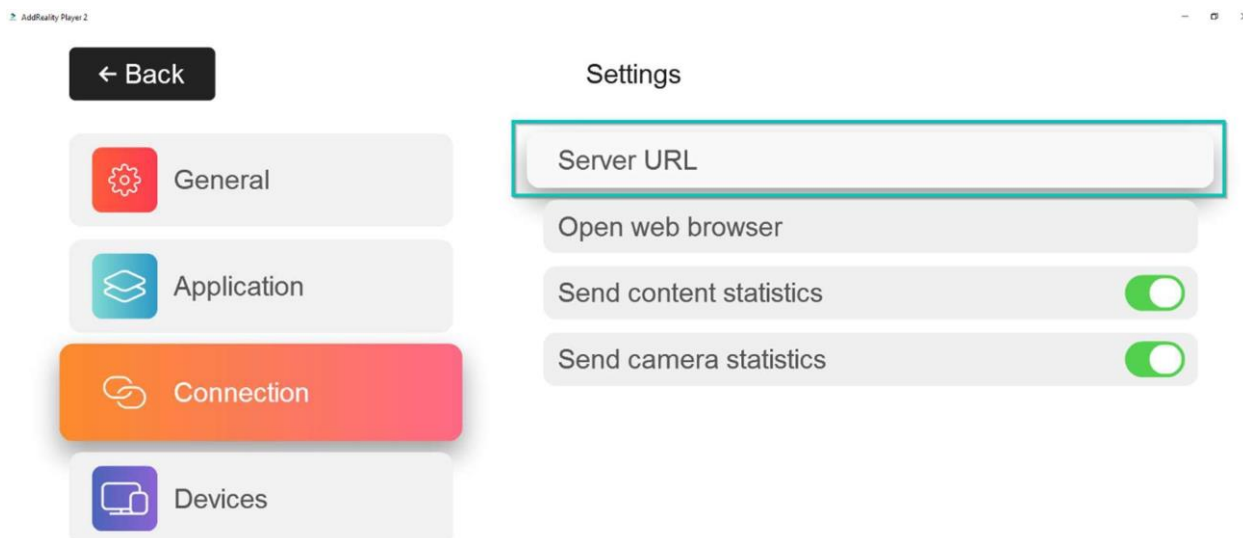 AddReality Player 2
← Back
Settings
General
Application
Connection
Devices
Server URL
Open web browser
Send content statistics
Send camera statistics